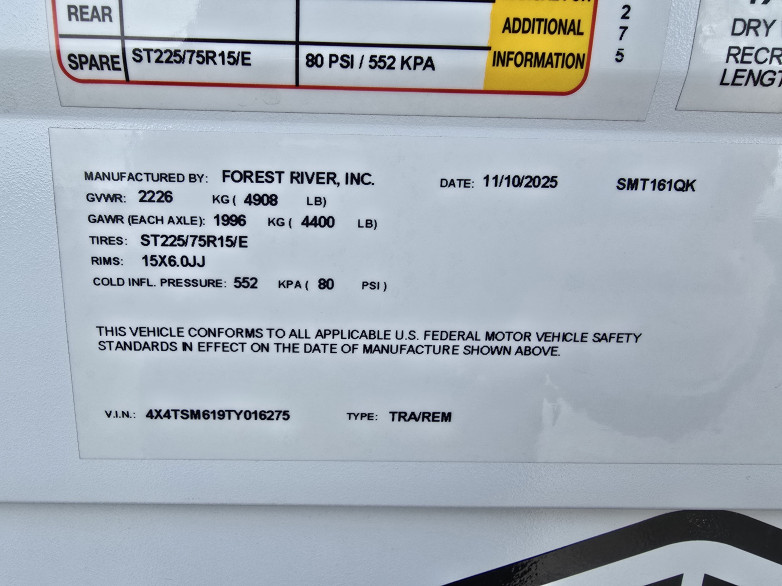 REAR
ADDITIONAL
SPARE ST225/75R15/E 80 PSI / 552 KPA INFORMATION
2
7
5
DRY
RECR
LENGT
MANUFACTURED BY: FOREST RIVER, INC. DATE: 11/10/2025 SMT161QK
GVWR: 2226 KG ( 4908 LB)
GAWR (EACH AXLE): 1996 KG ( 4400 LB)
TIRES: ST225/75R15/E
RIMS: 15X6.0JJ
COLD INFL. PRESSURE: 552 KPA ( 80 PSI )
THIS VEHICLE CONFORMS TO ALL APPLICABLE U.S. FEDERAL MOTOR VEHICLE SAFETY
STANDARDS IN EFFECT ON THE DATE OF MANUFACTURE SHOWN ABOVE.
V.I.N.: 4X4TSM619TY016275 TYPE: TRA/REM